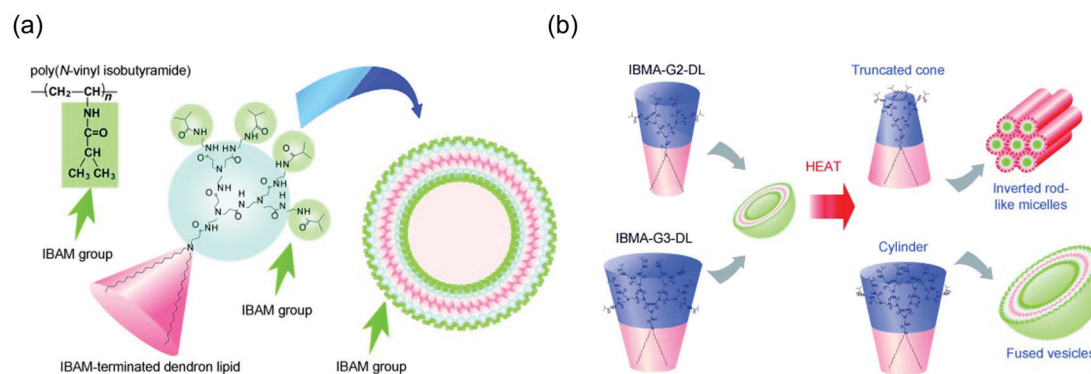 (a)
poly(N-vinyl isobutyramide)
(CH2 CH)n
NH
C=O
CH
CH3 CH3
IBAM group
IBAM-terminated dendron lipid
IBAM group
IBAM group
(b)
IBMA-G2-DL
IBMA-G3-DL
HEAT
Truncated cone
Inverted rod-
like micelles
Cylinder
Fused vesicles